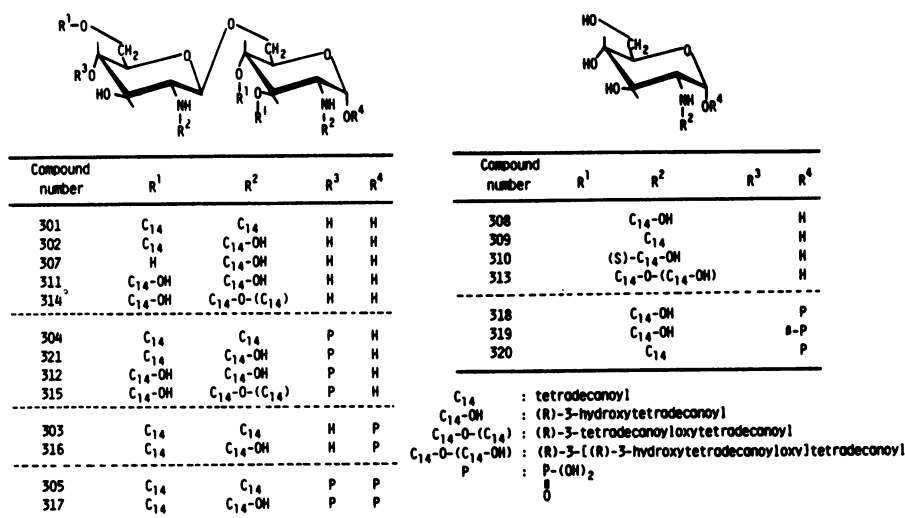 R¹-O CH₂ O O CH₂ O
R³O HO NH R² O R¹ O R¹ NH R² OR⁴
HO CH₂ O
HO HO NH R² OR⁴
Compound number R¹ R² R³ R⁴
301 C₁₄ C₁₄ H H
302 C₁₄ C₁₄-OH H H
307 H C₁₄-OH H H
311 C₁₄-OH C₁₄-OH H H
314 C₁₄-OH C₁₄-O-(C₁₄) H H
304 C₁₄ C₁₄ P H
321 C₁₄ C₁₄-OH P H
312 C₁₄-OH C₁₄-OH P H
315 C₁₄-OH C₁₄-O-(C₁₄) P H
303 C₁₄ C₁₄ H P
316 C₁₄ C₁₄-OH H P
305 C₁₄ C₁₄ P P
317 C₁₄ C₁₄-OH P P
Compound number R¹ R² R³ R⁴
308 C₁₄-OH H
309 C₁₄ H
310 (S)-C₁₄-OH H
313 C₁₄-O-(C₁₄-OH) H
318 C₁₄-OH P
319 C₁₄-OH β-P
320 C₁₄ P
C₁₄ : tetradecanoyl
C₁₄-OH : (R)-3-hydroxytetradecanoyl
C₁₄-O-(C₁₄) : (R)-3-tetradecanoyloxytetradecanoyl
C₁₄-O-(C₁₄-OH) : (R)-3-[(R)-3-hydroxytetradecanoyloxy]tetradecanoyl
P : P-(OH)₂
O